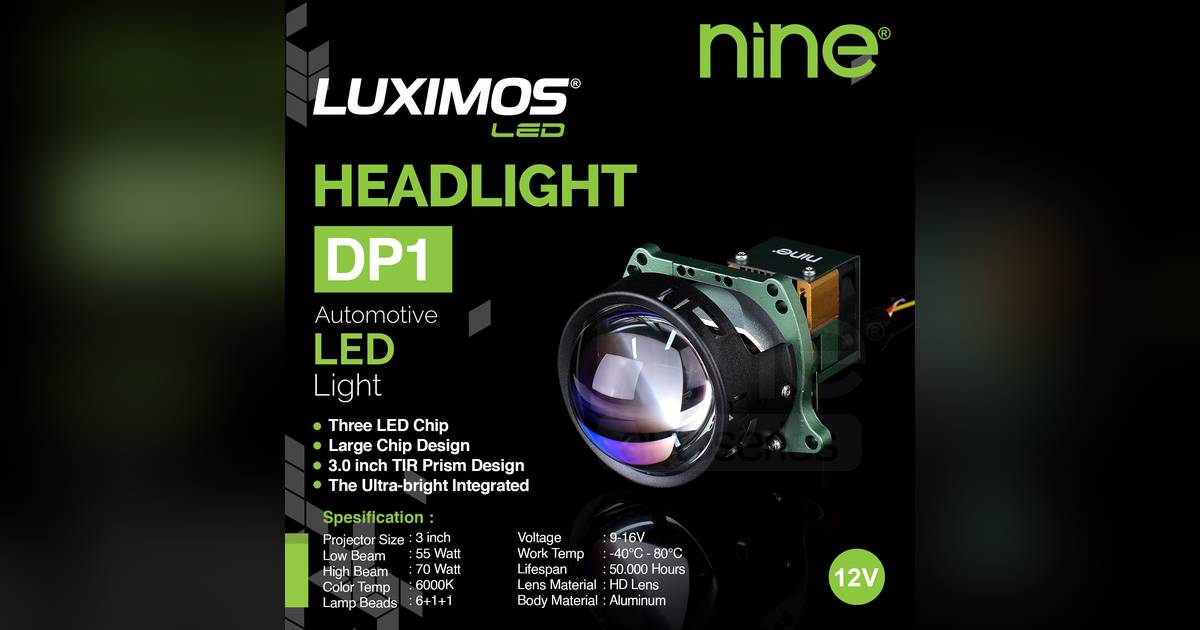 nine®
LUXIMOS®
LED
HEADLIGHT
DP1
Automotive
LED
Light
nine
Three LED Chip
Large Chip Design
3.0 inch TIR Prism Design
The Ultra-bright Integrated
Spesification :
Projector Size : 3 inch
Low Beam : 55 Watt
High Beam : 70 Watt
Color Temp : 6000K
Lamp Beads : 6+1+1
Voltage : 9-16V
Work Temp : -40°C - 80°C
Lifespan : 50.000 Hours
Lens Material : HD Lens
Body Material : Aluminum
12V